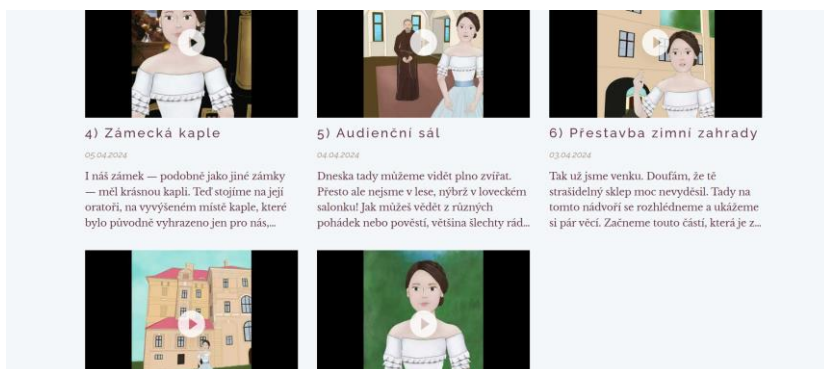 4) Zámecká kaple
05.04.2024
I náš zámek — podobně jako jiné zámky
— měl krásnou kapli. Teď stojíme na její
oratoři, na vyvýšeném místě kaple, které
bylo původně vyhrazeno jen pro nás,...
5) Audienční sál
04.04.2024
Dneska tady můžeme vidět plno zvířat.
Přesto ale nejsme v lese, nýbrž v loveckém
salonku! Jak můžeš vědět z různých
pohádek nebo pověstí, většina šlechty rád...
6) Přestavba zimní zahrady
03.04.2024
Tak už jsme venku. Doufám, že tě
strašidelný sklep moc nevyděsil. Tady na
tomto nádvoří se rozhlédneme a ukážeme
si pár věcí. Začneme touto částí, která je z...